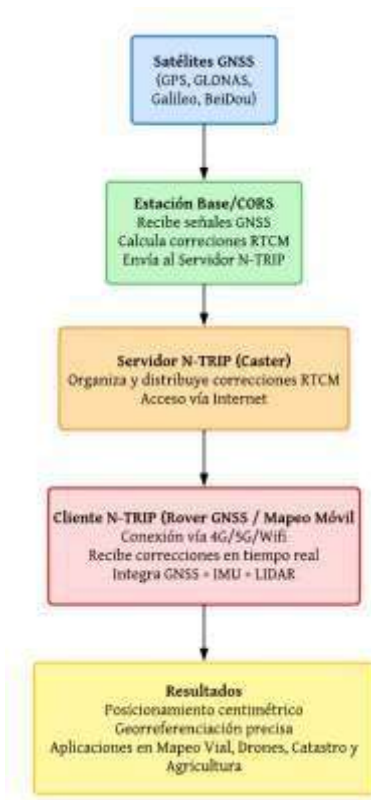 Satélites GNSS
(GPS, GLONAS,
Galileo, BeiDou)
Estación Base/CORS
Recibe señales GNSS
Calcula correciones RTCM
Envía al Servidor N-TRIP
Servidor N-TRIP (Caster)
Organiza y distribuye correcciones RTCM
Acceso vía Internet
Cliente N-TRIP (Rover GNSS / Mapeo Móvil
Conexión vía 4G/5G/Wifi
Recibe correcciones en tiempo real
Integra GNSS + IMU + LIDAR
Resultados
Posicionamiento centimétrico
Georreferenciación precisa
Aplicaciones en Mapeo Vial, Drones, Catastro y
Agricultura